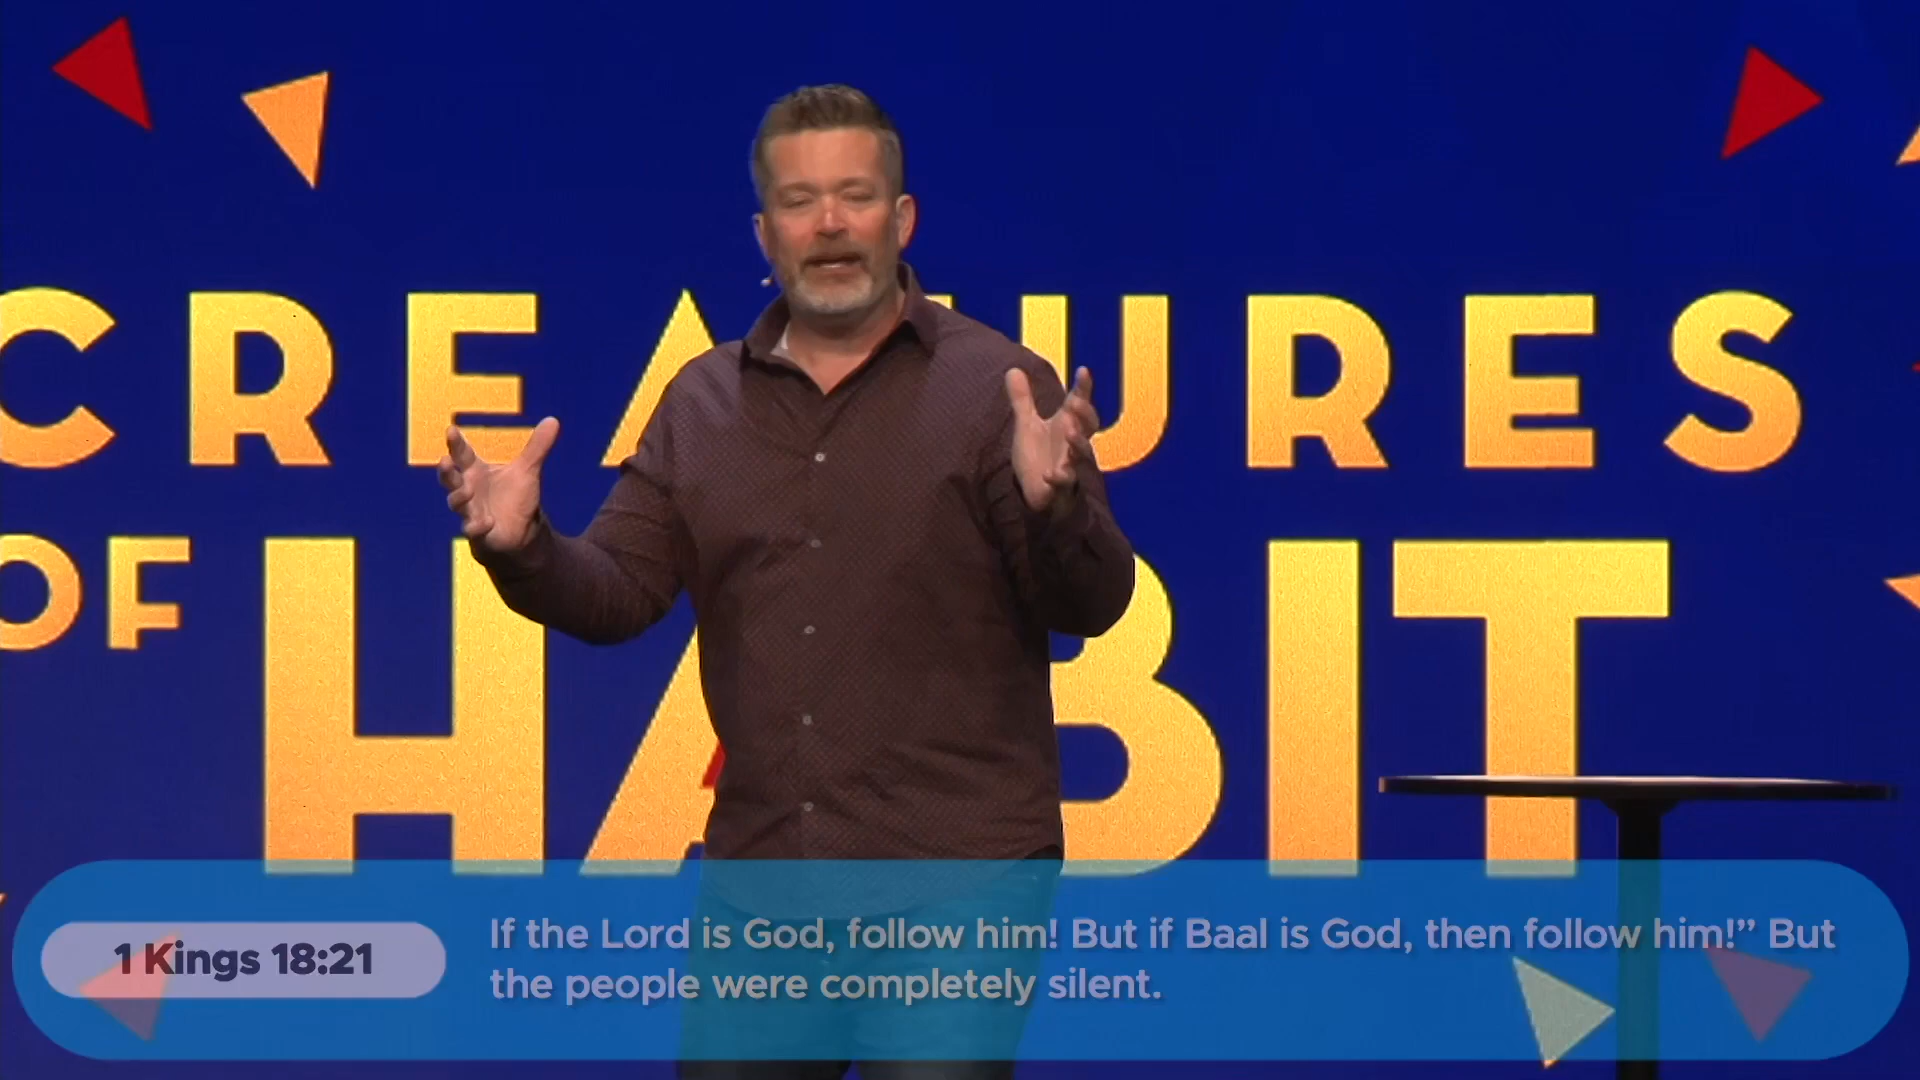 CREATURES
OF HABIT
1 Kings 18:21
If the Lord is God, follow him! But if Baal is God, then follow him!” But
the people were completely silent.